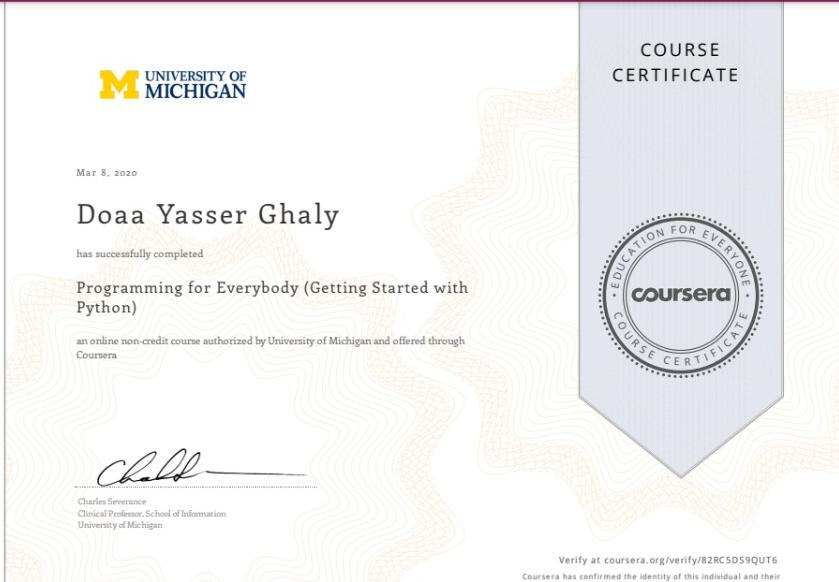 UNIVERSITY OF
MICHIGAN
COURSE
CERTIFICATE
Mar 8, 2020
Doaa Yasser Ghaly
has successfully completed
Programming for Everybody (Getting Started with
Python)
an online non-credit course authorized by University of Michigan and offered through
Coursera
EDUCATION FOR EVERYONE
coursera
COURSE CERTIFICATE
Charles Severance
Clinical Professor, School of Information
University of Michigan
Verify at coursera.org/verify/82RC5DS9QUT6
Coursera has confirmed the identity of this individual and their